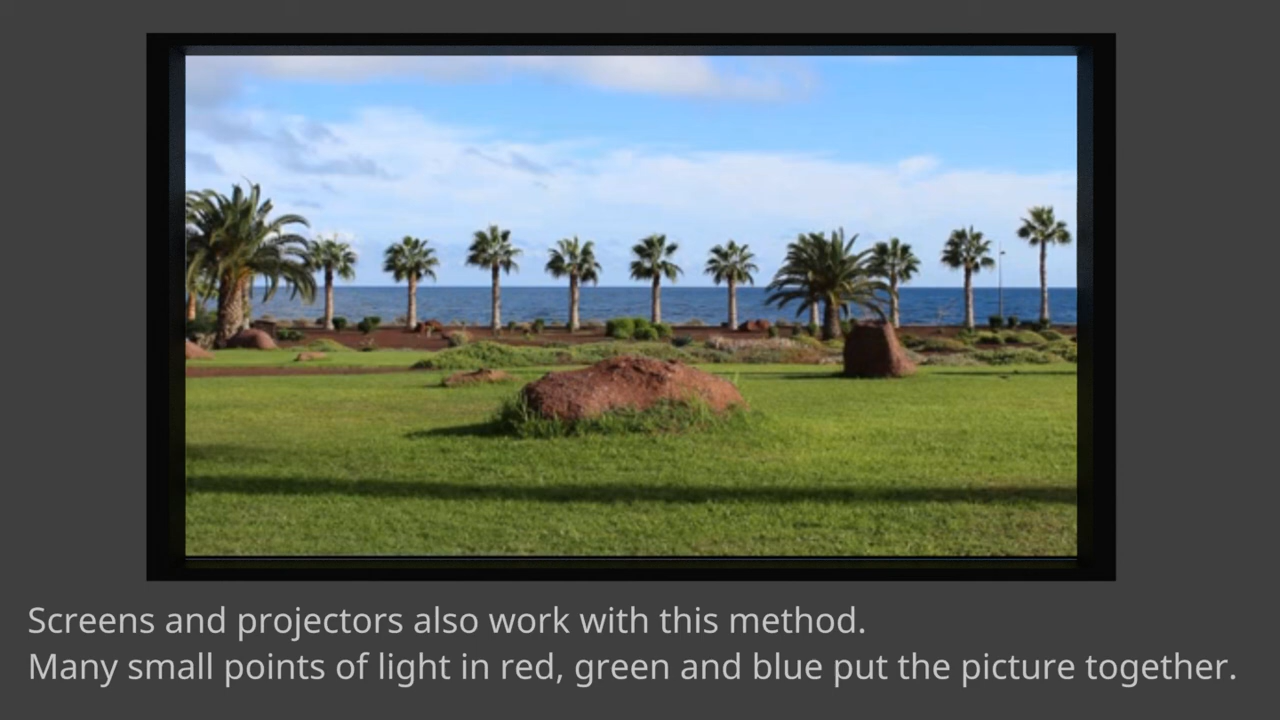 Screens and projectors also work with this method.
Many small points of light in red, green and blue put the picture together.